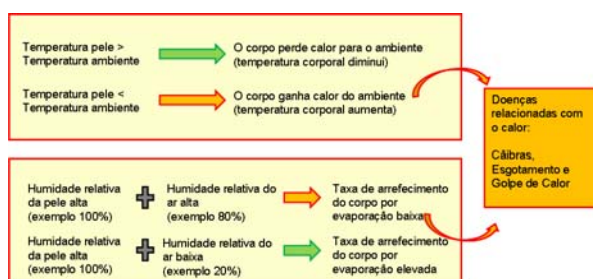 Temperatura pele >
Temperatura ambiente
O corpo perde calor para o ambiente
(temperatura corporal diminui)
Temperatura pele <
Temperatura ambiente
O corpo ganha calor do ambiente
(temperatura corporal aumenta)
Doenças
relacionadas com
o calor:
Cãibras,
Esgotamento e
Golpe de Calor
Humidade relativa
da pele alta
(exemplo 100%)
Humidade relativa do
ar alta
(exemplo 80%)
Taxa de arrefecimento
do corpo por
evaporação baixa
Humidade relativa
da pele alta
(exemplo 100%)
Humidade relativa do
ar baixa
(exemplo 20%)
Taxa de arrefecimento
do corpo por
evaporação elevada